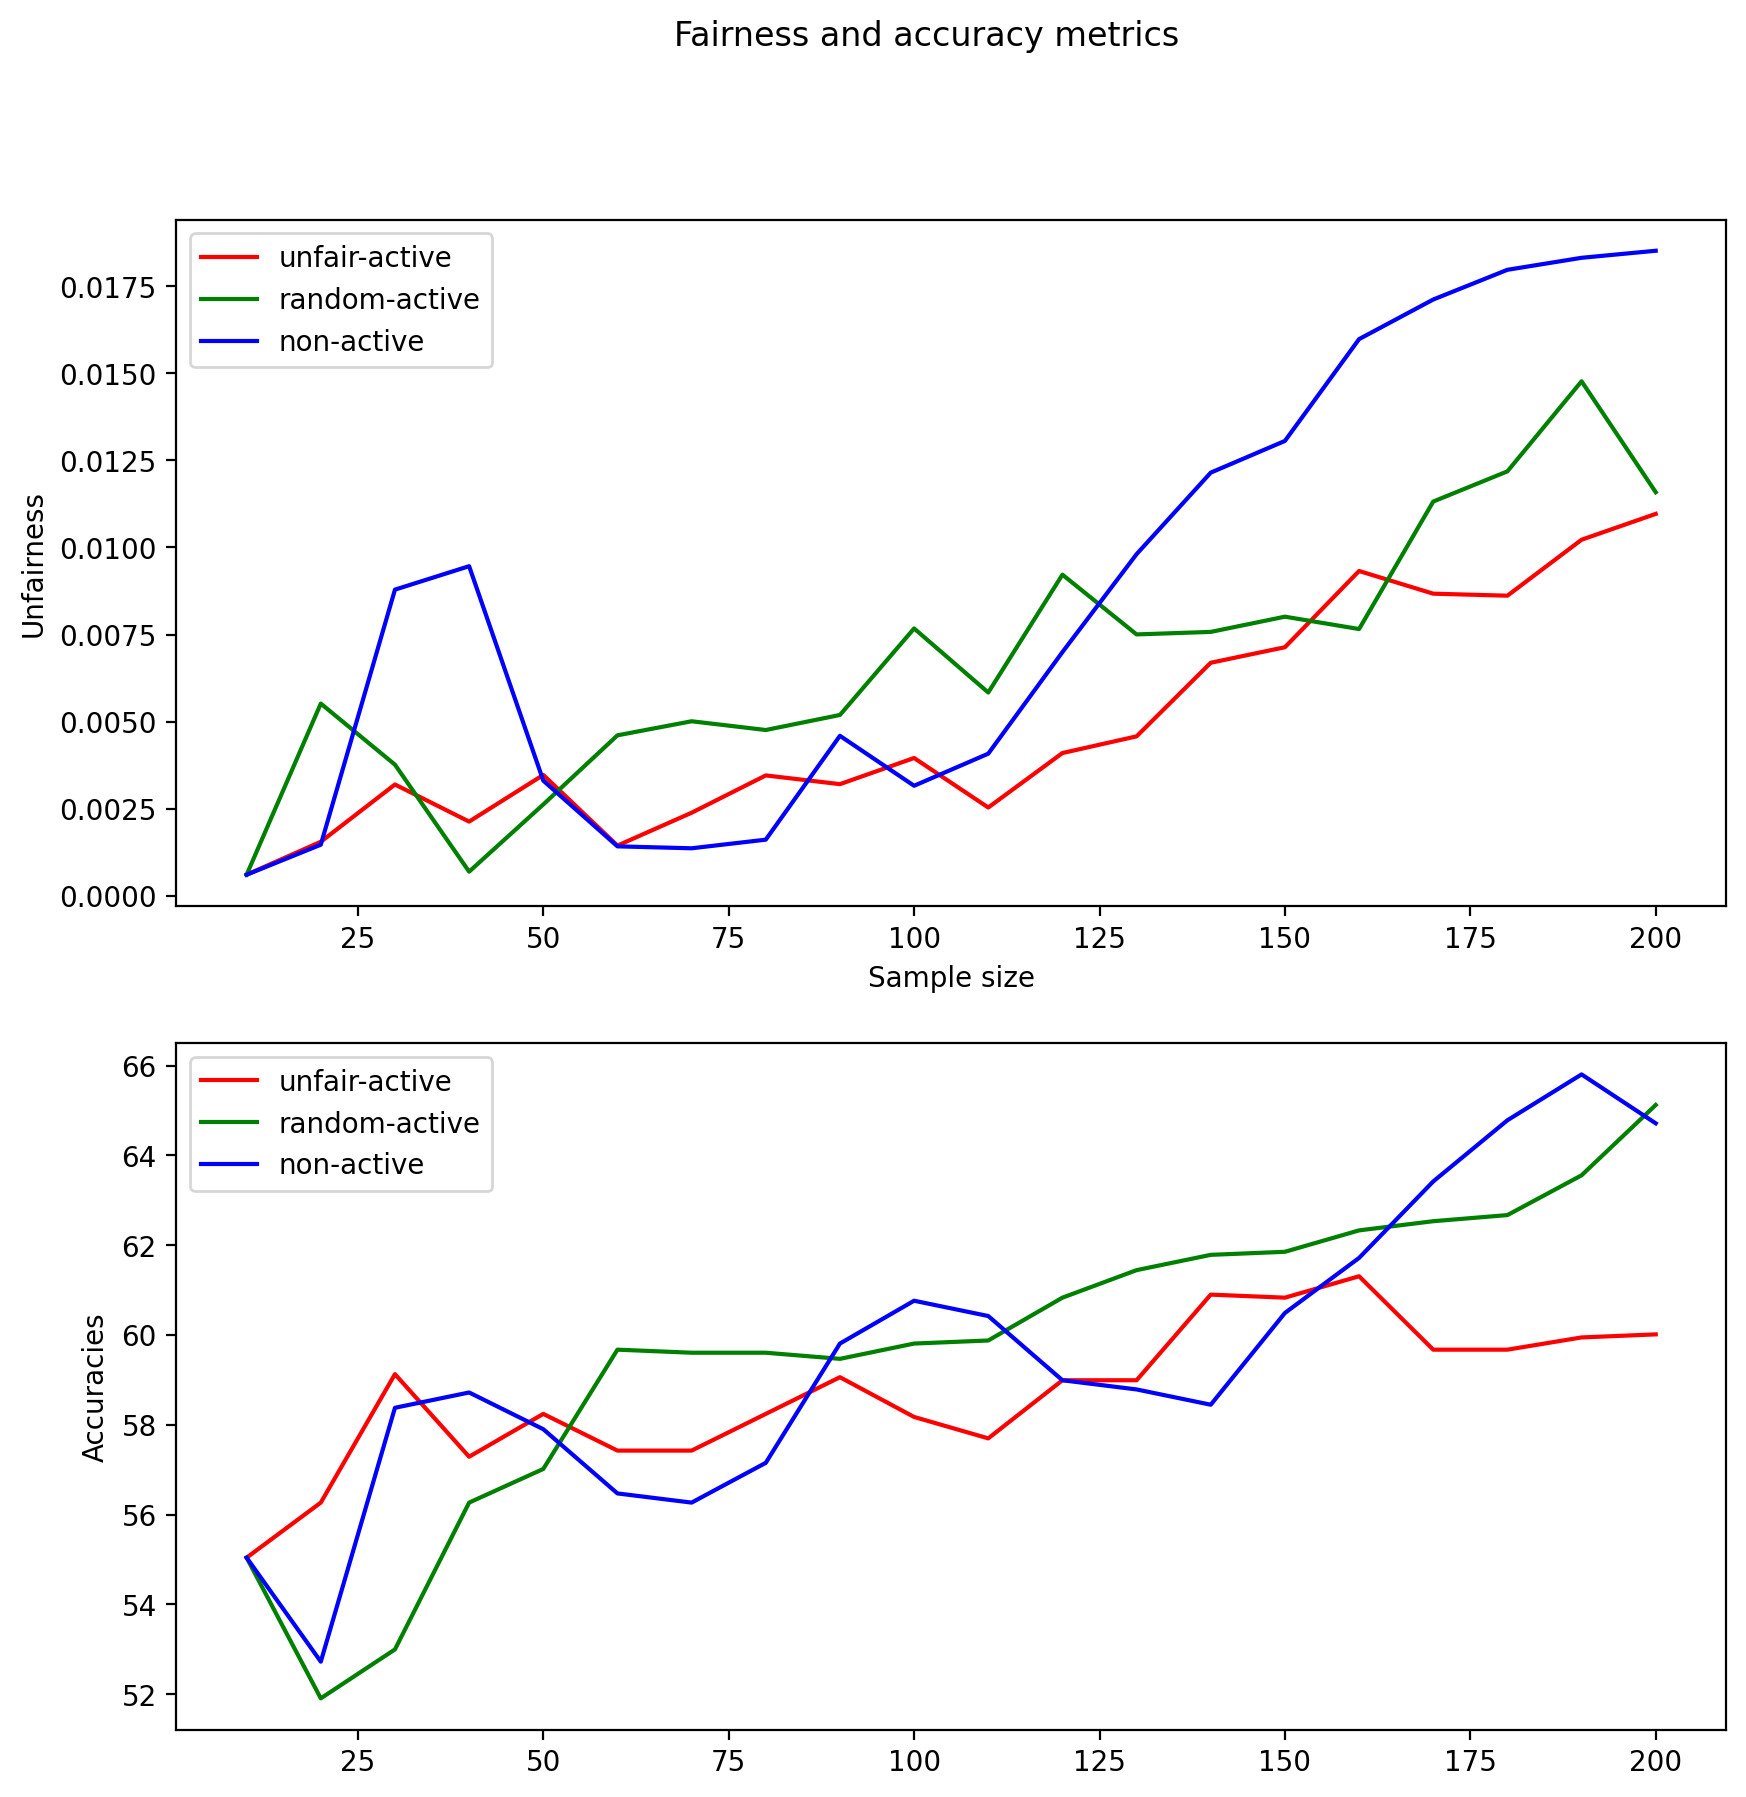 Fairness and accuracy metrics
unfair-active
random-active
non-active
0.0175
0.0150
0.0125
0.0100
0.0075
0.0050
0.0025
0.0000
Unfairness
25 50 75 100 125 150 175 200
Sample size
unfair-active
random-active
non-active
66
64
62
60
58
56
54
52
Accuracies
25 50 75 100 125 150 175 200